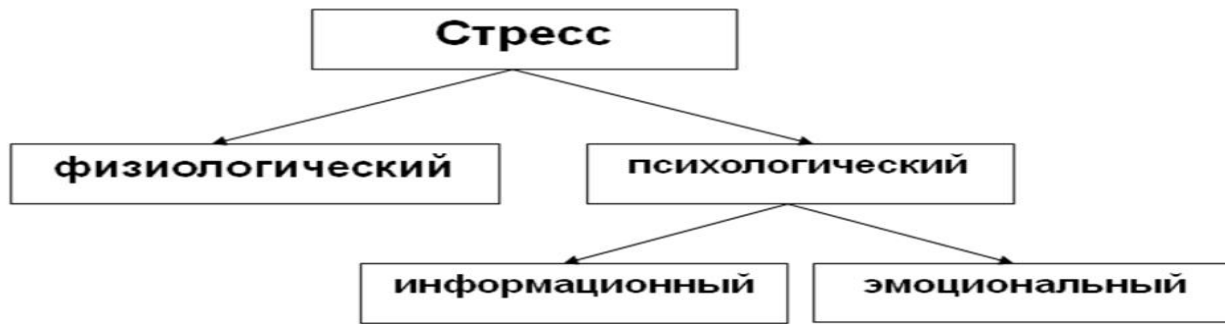 Стресс
физиологический
психологический
информационный
эмоциональный